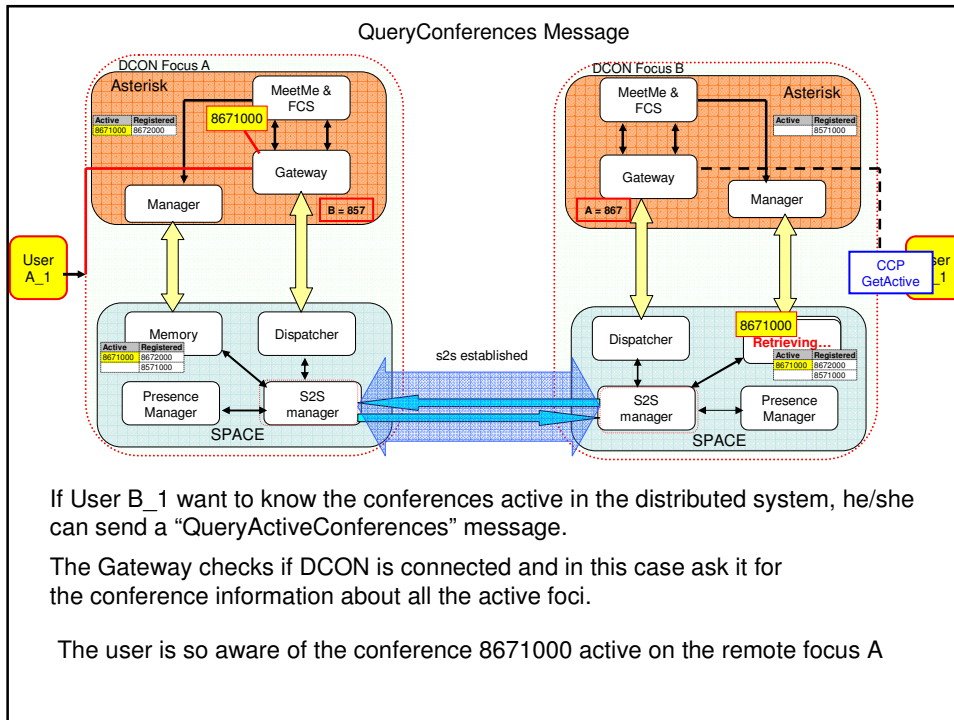 QueryConferences Message
DCON Focus A
Asterisk
MeetMe &
FCS
8671000
Active Registered
8671000 8672000
Gateway
Manager
B = 857
User
A_1
Memory
Dispatcher
Active Registered
8671000 8672000
8571000
Presence
Manager
S2S
manager
SPACE
s2s established
DCON Focus B
MeetMe &
FCS
Asterisk
Active Registered
8571000
Gateway
Manager
A = 867
CCP
GetActive
User
_1
Dispatcher
8671000
Retrieving…
Active Registered
8671000 8672000
8571000
S2S
manager
Presence
Manager
SPACE
If User B_1 want to know the conferences active in the distributed system, he/she
can send a “QueryActiveConferences” message.
The Gateway checks if DCON is connected and in this case ask it for
the conference information about all the active foci.
The user is so aware of the conference 8671000 active on the remote focus A